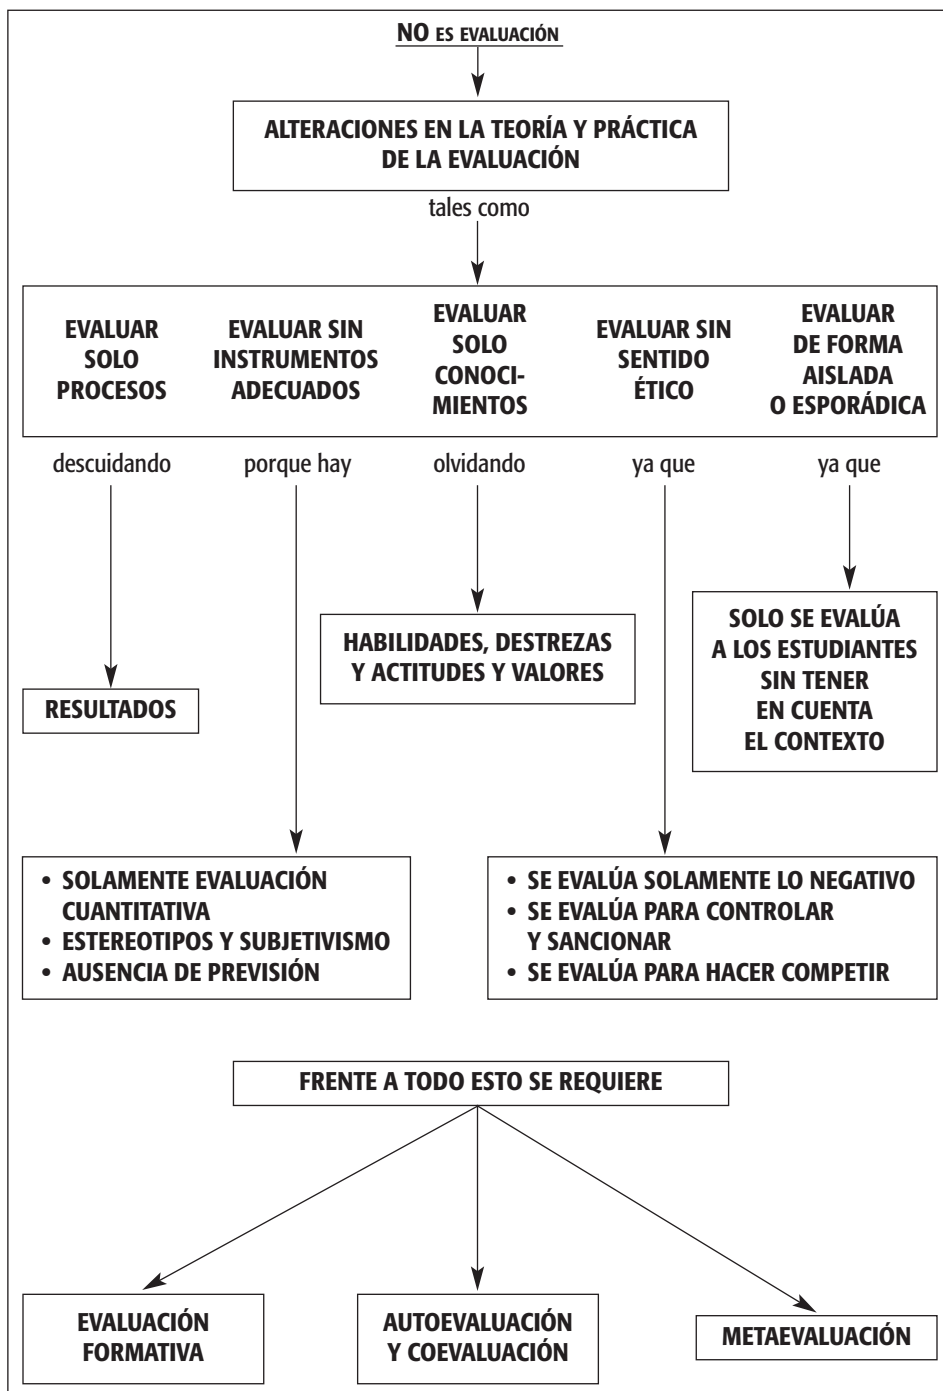 NO ES EVALUACIÓN
ALTERACIONES EN LA TEORÍA Y PRÁCTICA
DE LA EVALUACIÓN
tales como
EVALUAR
SOLO
PROCESOS
EVALUAR SIN
INSTRUMENTOS
ADECUADOS
EVALUAR
SOLO
CONOCI-
MIENTOS
EVALUAR SIN
SENTIDO
ÉTICO
EVALUAR
DE FORMA
AISLADA
O ESPORÁDICA
descuidando
porque hay
olvidando
ya que
ya que
RESULTADOS
HABILIDADES, DESTREZAS
Y ACTITUDES Y VALORES
SOLO SE EVALÚA
A LOS ESTUDIANTES
SIN TENER
EN CUENTA
EL CONTEXTO
• SOLAMENTE EVALUACIÓN
CUANTITATIVA
• ESTEREOTIPOS Y SUBJETIVISMO
• AUSENCIA DE PREVISIÓN
• SE EVALÚA SOLAMENTE LO NEGATIVO
• SE EVALÚA PARA CONTROLAR
Y SANCIONAR
• SE EVALÚA PARA HACER COMPETIR
FRENTE A TODO ESTO SE REQUIERE
EVALUACIÓN
FORMATIVA
AUTOEVALUACIÓN
Y COEVALUACIÓN
METAEVALUACIÓN